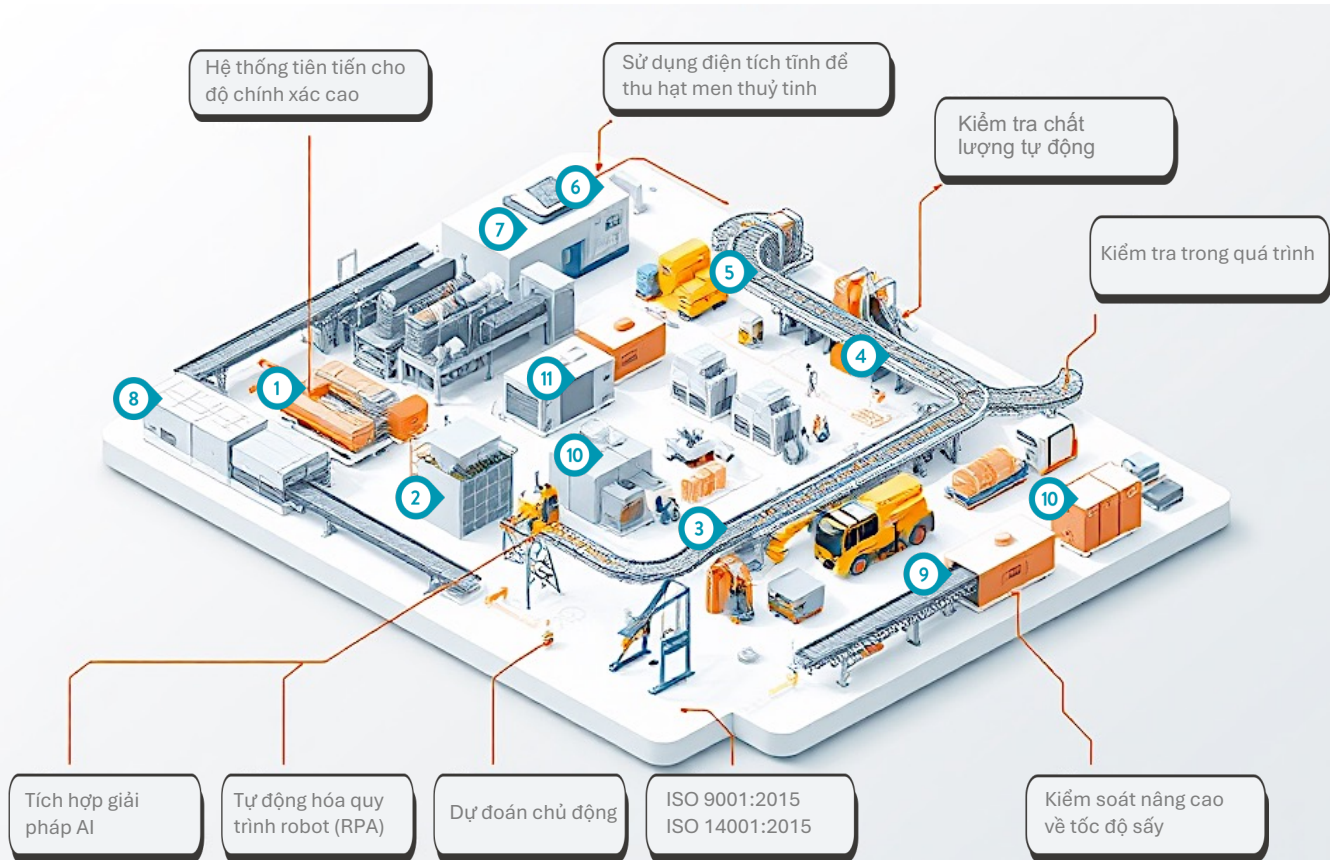 Hệ thống tiên tiến cho
độ chính xác cao
Sử dụng điện tích tĩnh để
thu hạt men thuỷ tinh
Kiểm tra chất
lượng tự động
Kiểm tra trong quá trình
6
7
5
4
11
1
8
10
2
3
10
9
Tích hợp giải
pháp AI
Tự động hóa quy
trình robot (RPA)
Dự đoán chủ động
ISO 9001:2015
ISO 14001:2015
Kiểm soát nâng cao
về tốc độ sấy